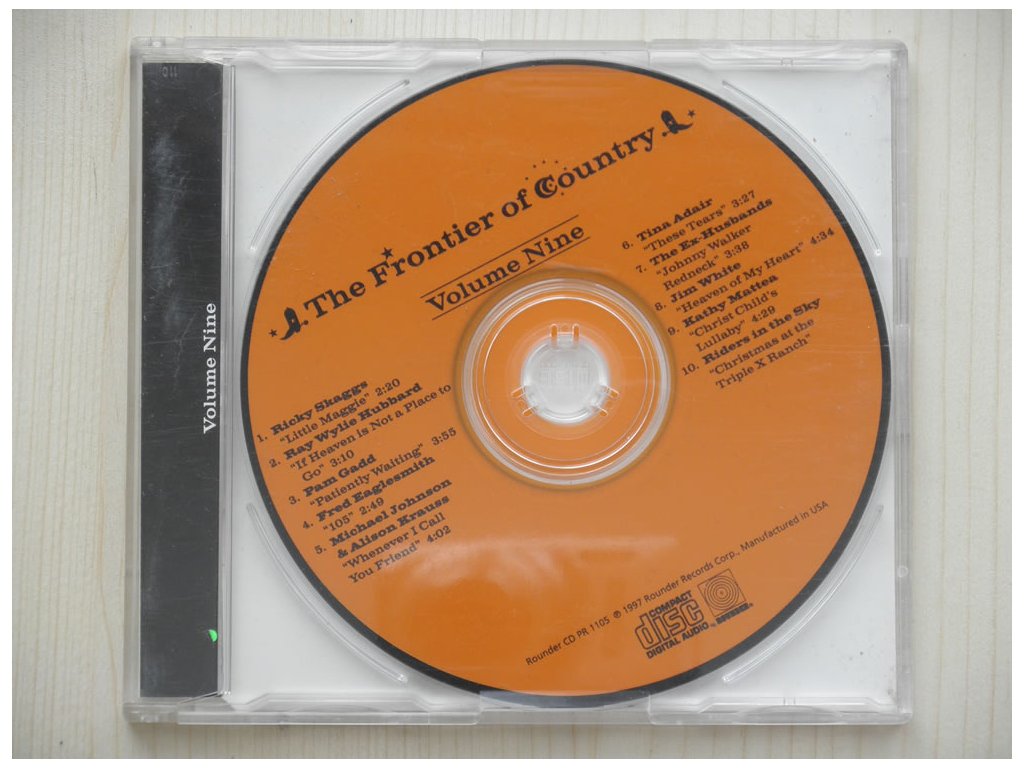 Volume Nine
The Frontier of Country
Volume Nine
1. Ricky Skaggs
"Little Maggie" 2:20
2. Ray Wylie Hubbard
"If Heaven is Not a Place to
Go" 3:10
3. Pam Gadd
"Patiently Waiting" 3:55
4. Fred Eaglesmith
"105" 2:49
5. Michael Johnson
& Alison Krauss
"Whenever I Call
You Friend" 4:02
6. Tina Adair
"These Tears" 3:27
7. The Ex-Husbands
"Johnny Walker
Redneck" 3:38
8. Jim White
"Heaven of My Heart" 4:34
9. Kathy Mattea
"Christ Child's
Lullaby" 4:29
10. Riders in the Sky
"Christmas at the
Triple X Ranch"
Rounder CD PR 1105 ℗ 1997 Rounder Records Corp., Manufactured in USA
COMPACT
disc
DIGITAL AUDIO
ROUNDER